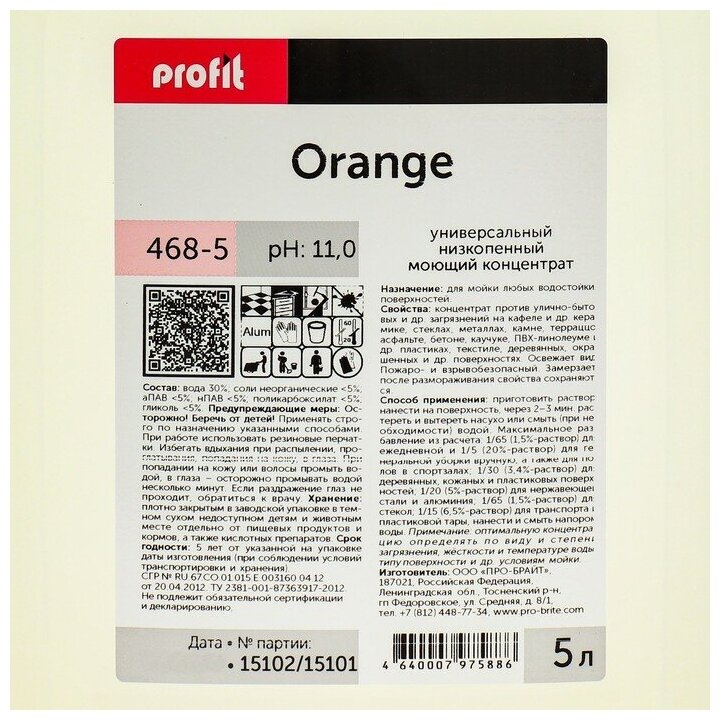 profit
Orange
468-5
pH: 11,0
универсальный
низкопенный
моющий концентрат
Alum
60
20
Состав: вода 30%, соли неорганические <5%,
аПАВ <5%, нПАВ <5%, поликарбоксилат <5%,
гликоль <5%. Предупреждающие меры: Ос-
торожно! Беречь от детей! Применять стро-
го по назначению указанными способами.
При работе использовать резиновые перчат-
ки. Избегать вдыхания при распылении, про-
глатывания, попадания на кожу, в глаза. При
попадании на кожу или волосы промыть во-
дой, в глаза – осторожно промывать водой
несколько минут. Если раздражение глаз не
проходит, обратиться к врачу. Хранение:
плотно закрытым в заводской упаковке в тем-
ном сухом недоступном детям и животным
месте отдельно от пищевых продуктов и
кормов, а также кислотных препаратов. Срок
годности: 5 лет от указанной на упаковке
даты изготовления (при соблюдении условий
транспортировки и хранения).
СГР № RU 67.CO.01.015 E 003160 04.12
от 20.04.2012. ТУ 2381-001-87363917-2012.
Не подлежит обязательной сертификации
и декларированию.
Назначение: для мойки любых водостойки
поверхностей.
Свойства: концентрат против улично-быто
вых и др. загрязнений на кафеле и др. кера
мике, стеклах, металлах, камне, терраццо
асфальте, бетоне, каучуке, ПВХ-линолеуме и
др. пластиках, текстиле, деревянных, окра
шенных и др. поверхностях. Освежает вид
Пожаро- и взрывобезопасный. Замерзает
после размораживания свойства сохраняют
ся.
Способ применения: приготовить раствор
нанести на поверхность, через 2–3 мин. рас
тереть и вытереть насухо или смыть (при не
обходимости) водой. Максимальное раз
бавление из расчета: 1/65 (1,5%-раствор) дл
ежедневной и 1/5 (20%-раствор) для ге
неральной уборки вручную, а также для по
лов в спортзалах; 1/30 (3,4%-раствор) дл
деревянных, кожаных и пластиковых поверх
ностей; 1/20 (5%-раствор) для нержавеющей
стали и алюминия; 1/65 (1,5%-раствор) дл
стекол; 1/15 (6,5%-раствор) для транспорта и
пластиковой тары, нанести и смыть напором
воды. Примечание: оптимальную концентра
цию определять по виду и степени
загрязнения, жёсткости и температуре воды
типу поверхности и др. условиям мойки.
Изготовитель: ООО «ПРО-БРАЙТ»,
187021, Российская Федерация,
Ленинградская обл., Тосненский р-н,
гп Федоровское, ул. Средняя, д. 8/1,
тел. +7 (812) 448-77-34, www.pro-brite.com
Дата • № партии:
• 15102/15101
4 640007 975886
5 л